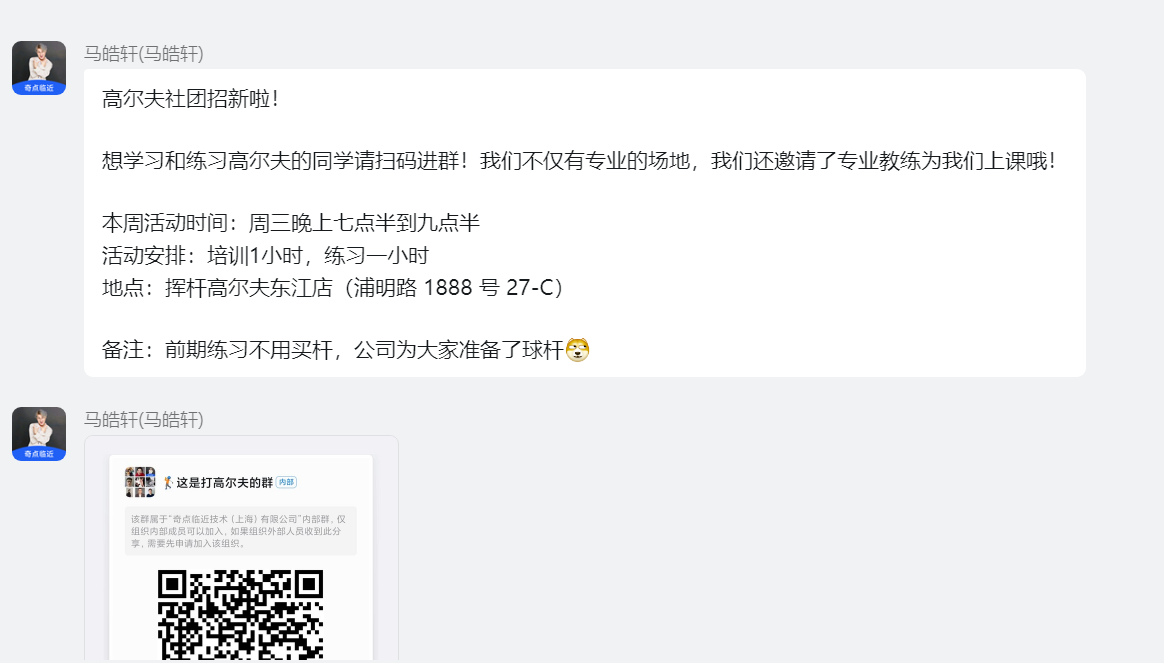 马皓轩(马皓轩)
奇点临近
高尔夫社团招新啦！
想学习和练习高尔夫的同学请扫码进群！我们不仅有专业的场地，我们还邀请了专业教练为我们上课哦！
本周活动时间：周三晚上七点半到九点半
活动安排：培训1小时，练习一小时
地点：挥杆高尔夫东江店（浦明路 1888 号 27-C）
备注：前期练习不用买杆，公司为大家准备了球杆
马皓轩(马皓轩)
奇点临近
这是打高尔夫的群 内部
该群属于“奇点临近技术（上海）有限公司”内部群，仅
组织内部成员可以加入，如果组织外部人员收到此分
享，需要先申请加入该组织。